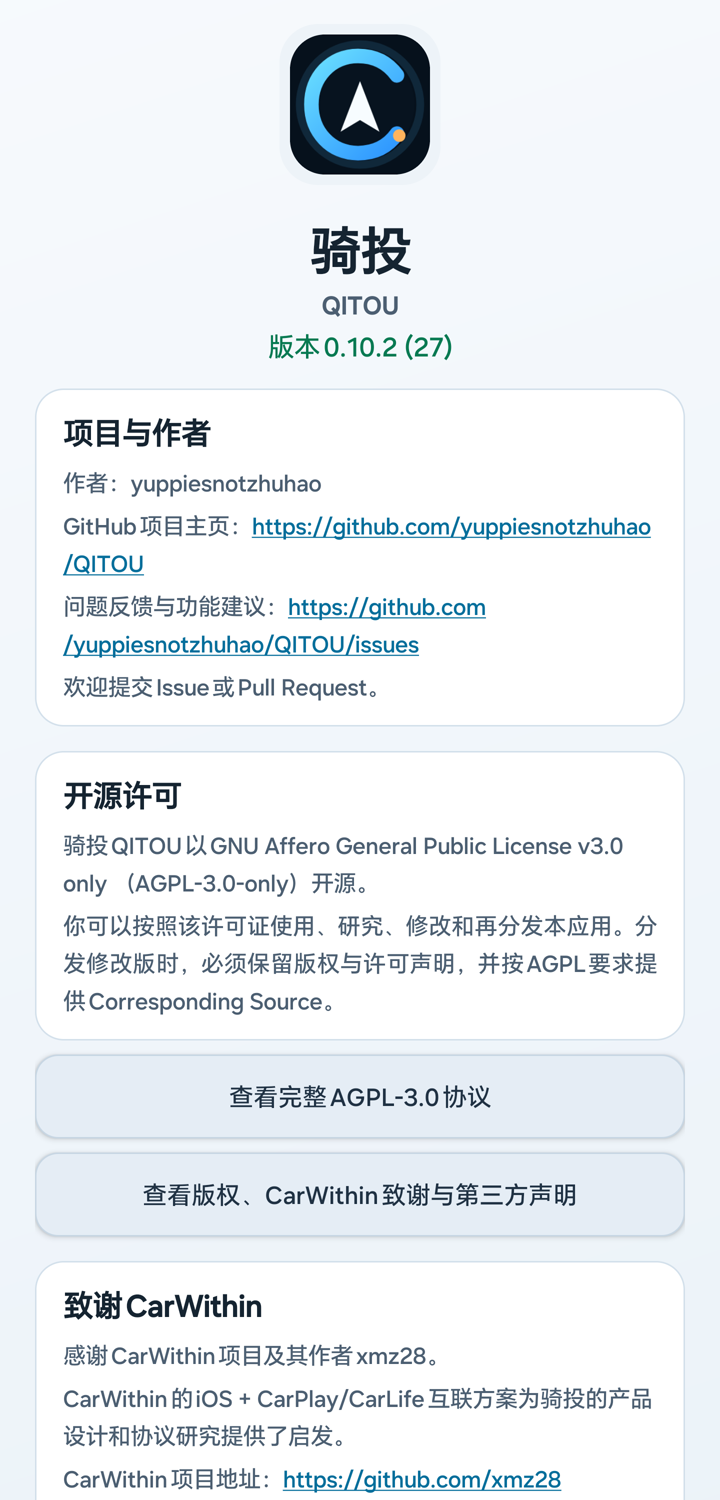 骑投
QITOU
版本 0.10.2 (27)
项目与作者
作者：yuppiesnotzhuhao
GitHub 项目主页：https://github.com/yuppiesnotzhuhao
/QITOU
问题反馈与功能建议：https://github.com
/yuppiesnotzhuhao/QITOU/issues
欢迎提交 Issue 或 Pull Request。
开源许可
骑投 QITOU 以 GNU Affero General Public License v3.0
only （AGPL-3.0-only）开源。
你可以按照该许可证使用、研究、修改和再分发本应用。分
发修改版时，必须保留版权与许可声明，并按 AGPL 要求提
供 Corresponding Source。
查看完整 AGPL-3.0 协议
查看版权、CarWithin 致谢与第三方声明
致谢 CarWithin
感谢 CarWithin 项目及其作者 xmz28。
CarWithin 的 iOS + CarPlay/CarLife 互联方案为骑投的产品
设计和协议研究提供了启发。
CarWithin 项目地址：https://github.com/xmz28